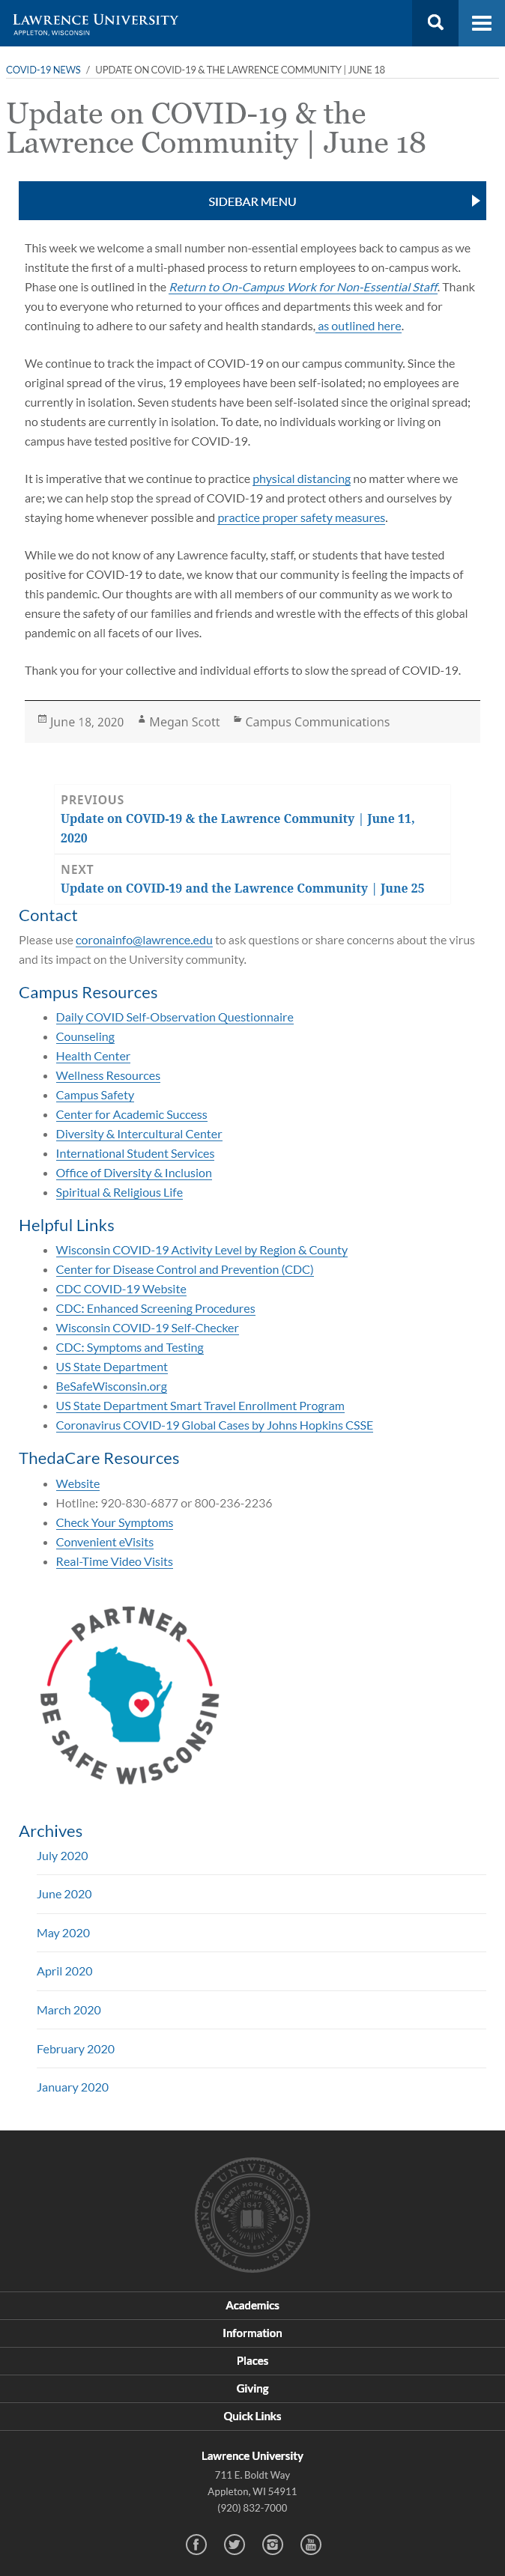 LAWRENCE UNIVERSITY
APPLETON, WISCONSIN
COVID-19 NEWS / UPDATE ON COVID-19 & THE LAWRENCE COMMUNITY | JUNE 18
Update on COVID-19 & the
Lawrence Community | June 18
SIDEBAR MENU
This week we welcome a small number non-essential employees back to campus as we
institute the first of a multi-phased process to return employees to on-campus work.
Phase one is outlined in the Return to On-Campus Work for Non-Essential Staff. Thank
you to everyone who returned to your offices and departments this week and for
continuing to adhere to our safety and health standards, as outlined here.
We continue to track the impact of COVID-19 on our campus community. Since the
original spread of the virus, 19 employees have been self-isolated; no employees are
currently in isolation. Seven students have been self-isolated since the original spread;
no students are currently in isolation. To date, no individuals working or living on
campus have tested positive for COVID-19.
It is imperative that we continue to practice physical distancing no matter where we
are; we can help stop the spread of COVID-19 and protect others and ourselves by
staying home whenever possible and practice proper safety measures.
While we do not know of any Lawrence faculty, staff, or students that have tested
positive for COVID-19 to date, we know that our community is feeling the impacts of
this pandemic. Our thoughts are with all members of our community as we work to
ensure the safety of our families and friends and wrestle with the effects of this global
pandemic on all facets of our lives.
Thank you for your collective and individual efforts to slow the spread of COVID-19.
June 18, 2020 Megan Scott Campus Communications
PREVIOUS
Update on COVID-19 & the Lawrence Community | June 11,
2020
NEXT
Update on COVID-19 and the Lawrence Community | June 25
Contact
Please use coronainfo@lawrence.edu to ask questions or share concerns about the virus
and its impact on the University community.
Campus Resources
Daily COVID Self-Observation Questionnaire
Counseling
Health Center
Wellness Resources
Campus Safety
Center for Academic Success
Diversity & Intercultural Center
International Student Services
Office of Diversity & Inclusion
Spiritual & Religious Life
Helpful Links
Wisconsin COVID-19 Activity Level by Region & County
Center for Disease Control and Prevention (CDC)
CDC COVID-19 Website
CDC: Enhanced Screening Procedures
Wisconsin COVID-19 Self-Checker
CDC: Symptoms and Testing
US State Department
BeSafeWisconsin.org
US State Department Smart Travel Enrollment Program
Coronavirus COVID-19 Global Cases by Johns Hopkins CSSE
ThedaCare Resources
Website
Hotline: 920-830-6877 or 800-236-2236
Check Your Symptoms
Convenient eVisits
Real-Time Video Visits
PARTNER
BE SAFE WISCONSIN
Archives
July 2020
June 2020
May 2020
April 2020
March 2020
February 2020
January 2020
LAWRENCE UNIVERSITY OF WIS.
LIGHT! MORE LIGHT!
1847
VERITAS EST LUX
Academics
Information
Places
Giving
Quick Links
Lawrence University
711 E. Boldt Way
Appleton, WI 54911
(920) 832-7000
You
Tube